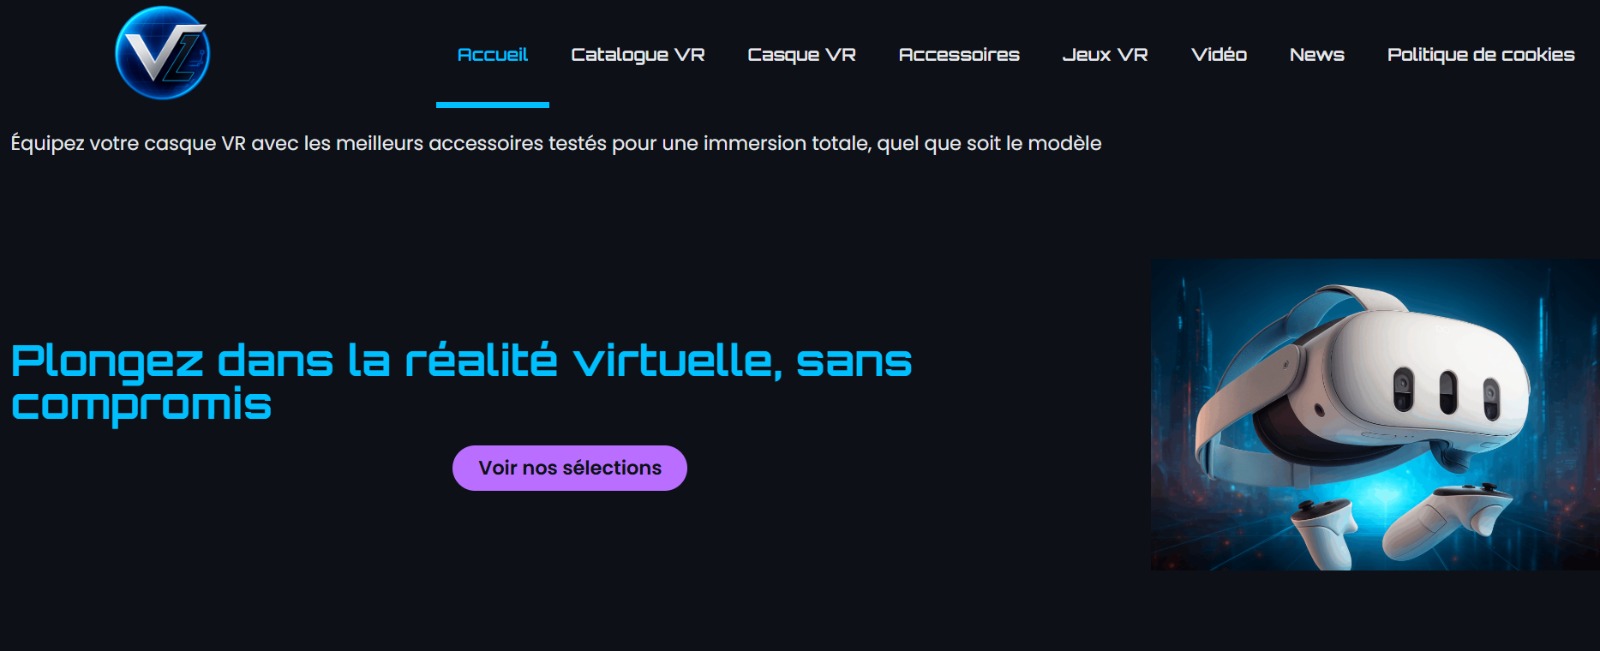 VL
Accueil Catalogue VR Casque VR Accessoires Jeux VR Vidéo News Politique de cookies
Équipez votre casque VR avec les meilleurs accessoires testés pour une immersion totale, quel que soit le modèle
Plongez dans la réalité virtuelle, sans
compromis
Voir nos sélections